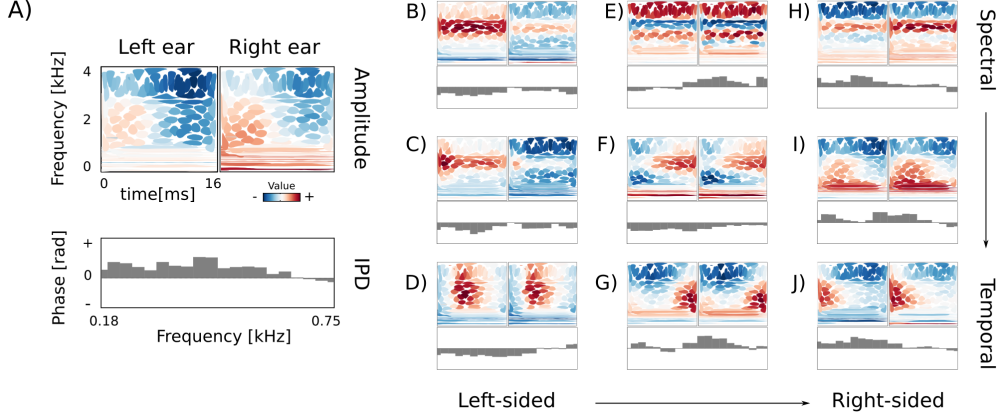 A)
Left ear
Right ear
Frequency [kHz]
4
2
0
0
16
time[ms]
Value
-
+
Amplitude
Phase [rad]
+
0
-
0.18
0.75
Frequency [kHz]
IPD
B)
E)
H)
C)
F)
I)
D)
G)
J)
Spectral
Temporal
Left-sided
Right-sided